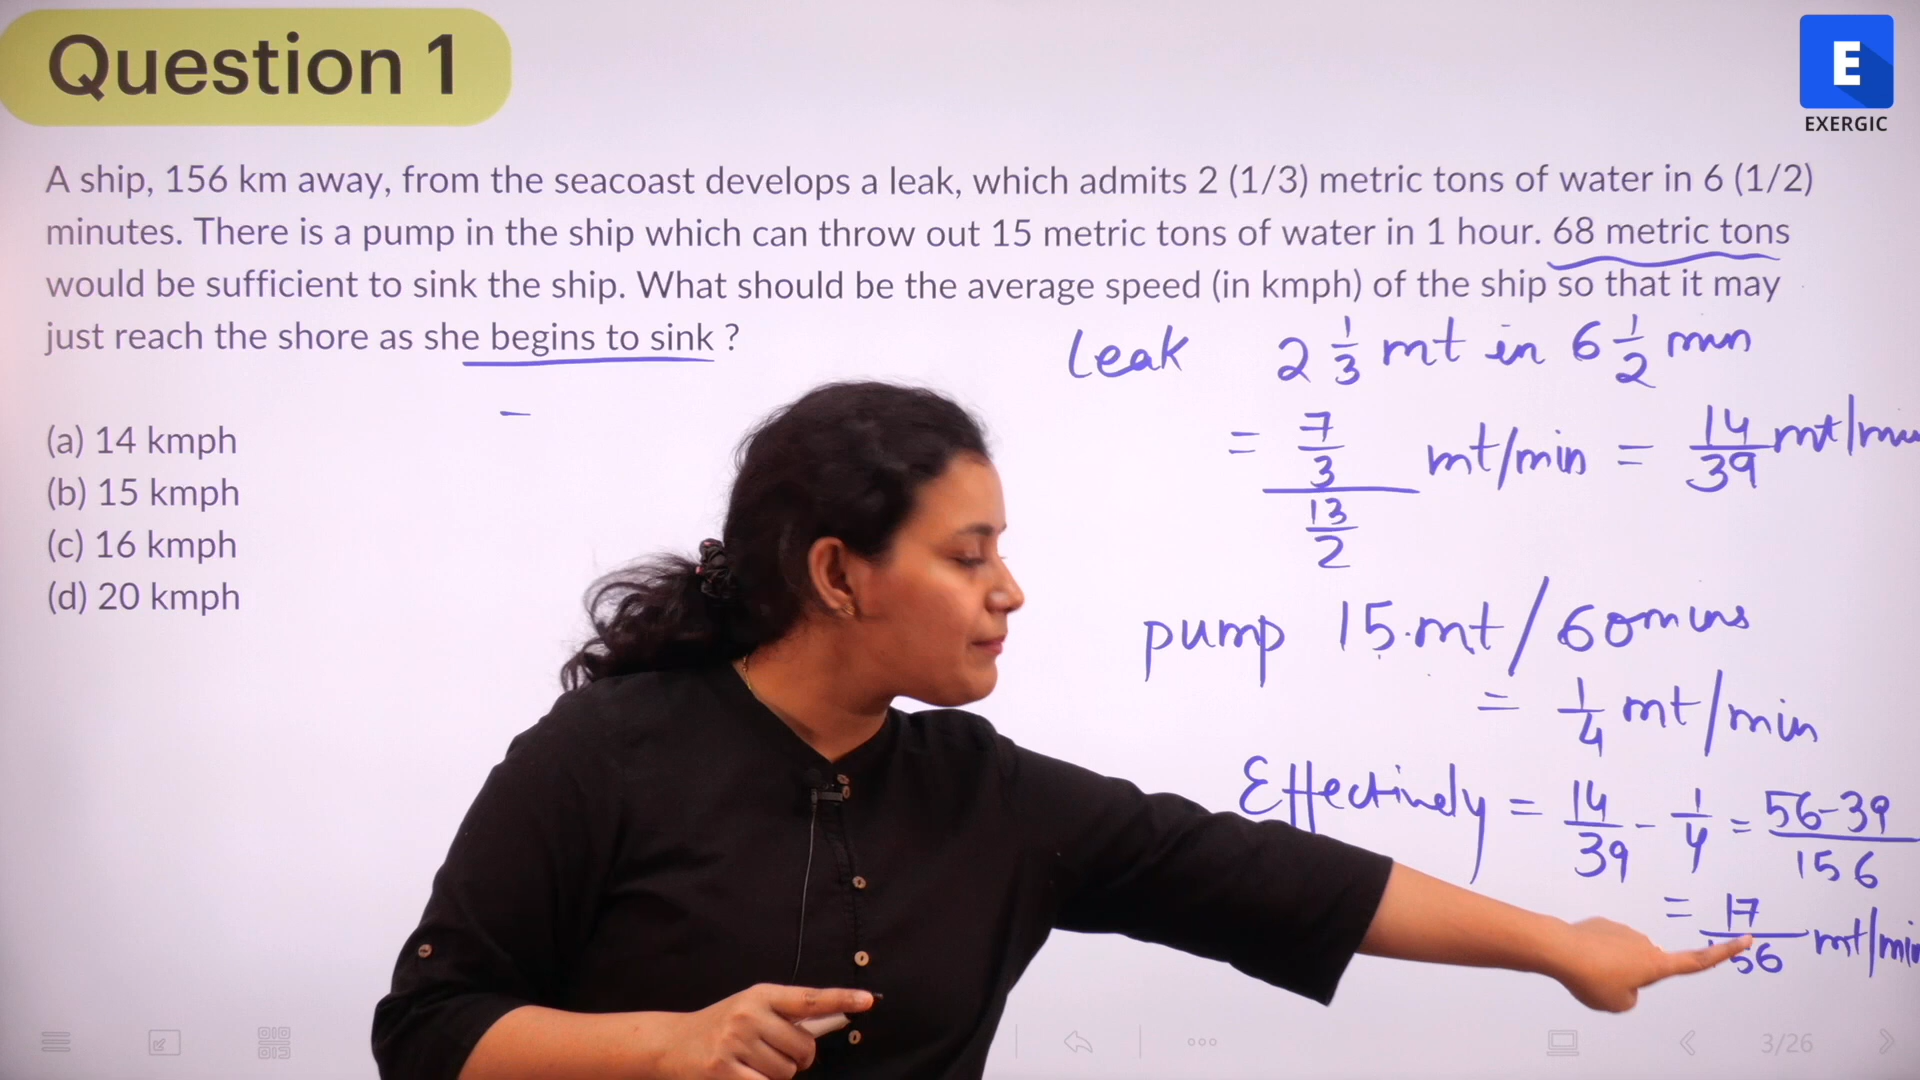 Question 1
E
EXERGIC
A ship, 156 km away, from the seacoast develops a leak, which admits 2 (1/3) metric tons of water in 6 (1/2)
minutes. There is a pump in the ship which can throw out 15 metric tons of water in 1 hour. 68 metric tons
would be sufficient to sink the ship. What should be the average speed (in kmph) of the ship so that it may
just reach the shore as she begins to sink ?
(a) 14 kmph
(b) 15 kmph
(c) 16 kmph
(d) 20 kmph
Leak 2 1/3 mt in 6 1/2 min
= 7/3 / 13/2 mt/min = 14/39 mt/mi
pump 15 mt / 60 mins
= 1/4 mt/min
Effectively = 14/39 - 1/4 = 56-39/156
= 17/156 mt/min
3/26